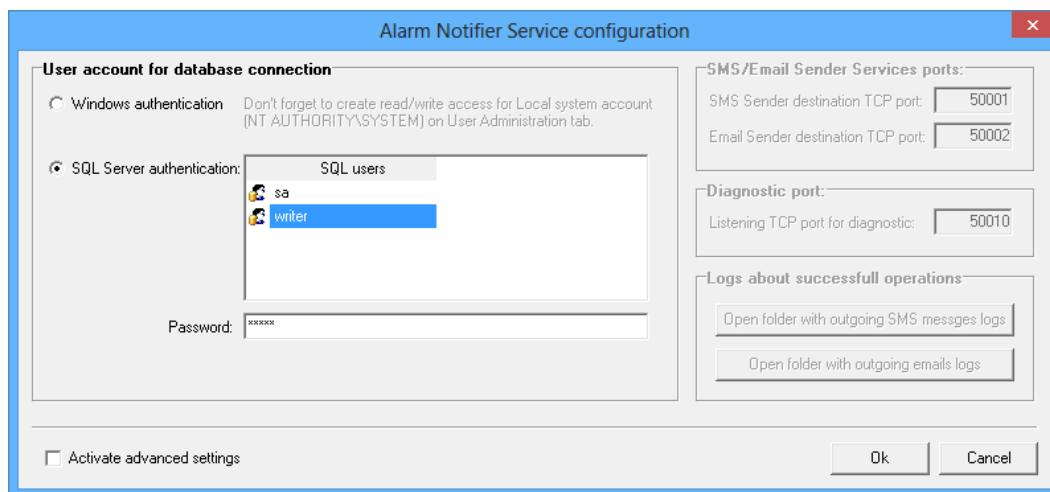 Alarm Notifier Service configuration
User account for database connection
Windows authentication
Don't forget to create read/write access for Local system account
(NT AUTHORITY\SYSTEM) on User Administration tab.
SQL Server authentication:
SQL users
sa
writer
Password:
*****
SMS/Email Sender Services ports:
SMS Sender destination TCP port:
50001
Email Sender destination TCP port:
50002
Diagnostic port:
Listening TCP port for diagnostic:
50010
Logs about successfull operations
Open folder with outgoing SMS messges logs
Open folder with outgoing emails logs
Activate advanced settings
Ok
Cancel